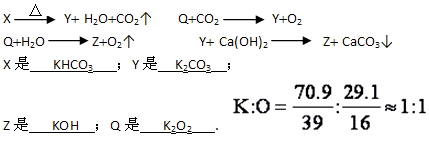 X —△→ Y+ H₂O+CO₂↑ Q+CO₂ ⟶ Y+O₂
Q+H₂O ⟶ Z+O₂↑ Y+ Ca(OH)₂ ⟶ Z+ CaCO₃↓
X 是 KHCO₃ ；Y 是 K₂CO₃ ；
K:O = 70.9/39 : 29.1/16 ≈1:1
Z 是 KOH ；Q 是 K₂O₂ .